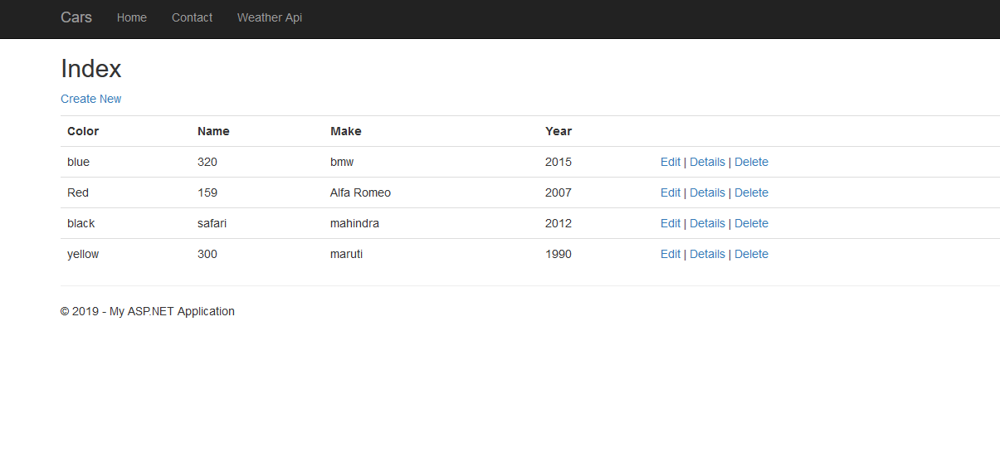 Cars Home Contact Weather Api
Index
Create New
Color Name Make Year
blue 320 bmw 2015 Edit | Details | Delete
Red 159 Alfa Romeo 2007 Edit | Details | Delete
black safari mahindra 2012 Edit | Details | Delete
yellow 300 maruti 1990 Edit | Details | Delete
© 2019 - My ASP.NET Application